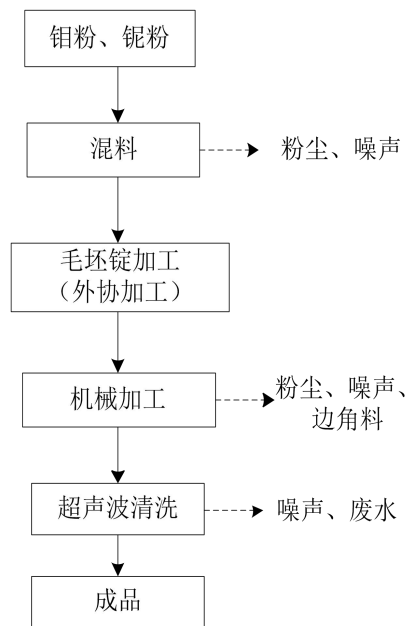 钼粉、铌粉
混料
粉尘、噪声
毛坯锭加工
（外协加工）
机械加工
粉尘、噪声、
边角料
超声波清洗
噪声、废水
成品